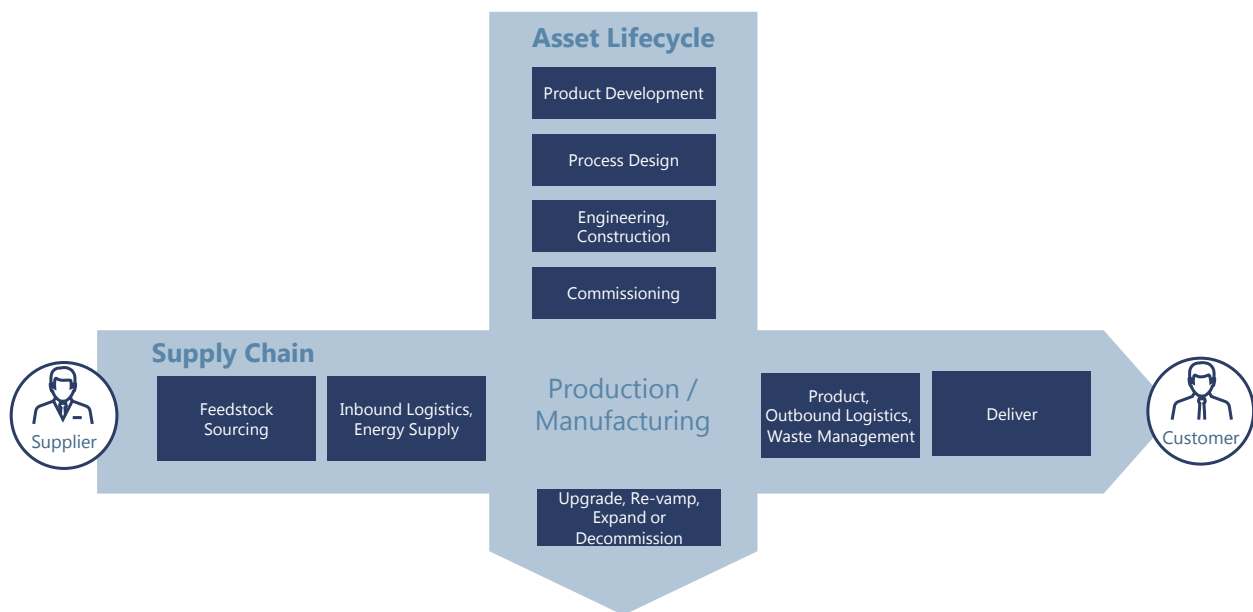 Asset Lifecycle
Product Development
Process Design
Engineering,
Construction
Commissioning
Supply Chain
Supplier
Feedstock
Sourcing
Inbound Logistics,
Energy Supply
Production /
Manufacturing
Product,
Outbound Logistics,
Waste Management
Deliver
Customer
Upgrade, Re-vamp,
Expand or
Decommission